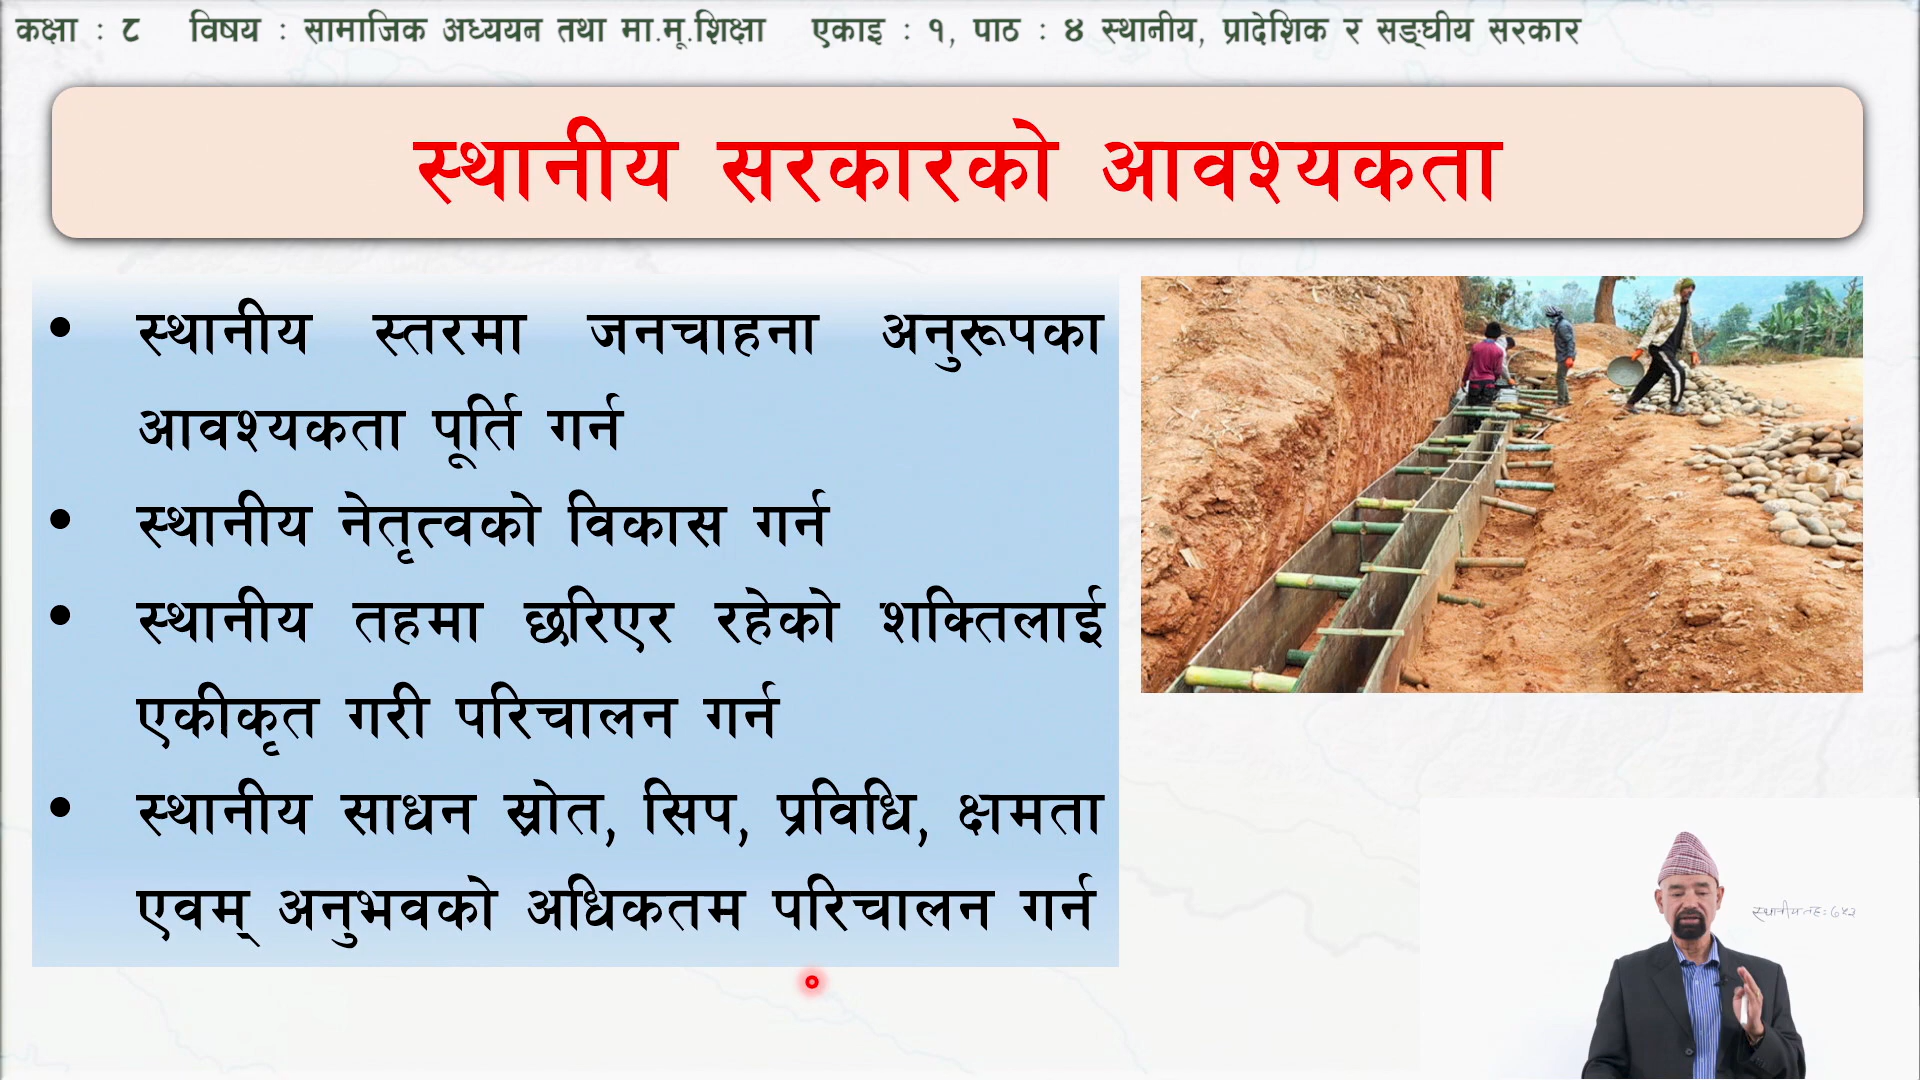 कक्षा : ८ विषय : सामाजिक अध्ययन तथा मा.मू.शिक्षा एकाइ : १, पाठ : ४ स्थानीय, प्रादेशिक र सङ्घीय सरकार
स्थानीय सरकारको आवश्यकता
• स्थानीय स्तरमा जनचाहना अनुरूपका
आवश्यकता पूर्ति गर्न
• स्थानीय नेतृत्वको विकास गर्न
• स्थानीय तहमा छरिएर रहेको शक्तिलाई
एकीकृत गरी परिचालन गर्न
• स्थानीय साधन स्रोत, सिप, प्रविधि, क्षमता
एवम् अनुभवको अधिकतम परिचालन गर्न
स्थानीय तह: ७५३